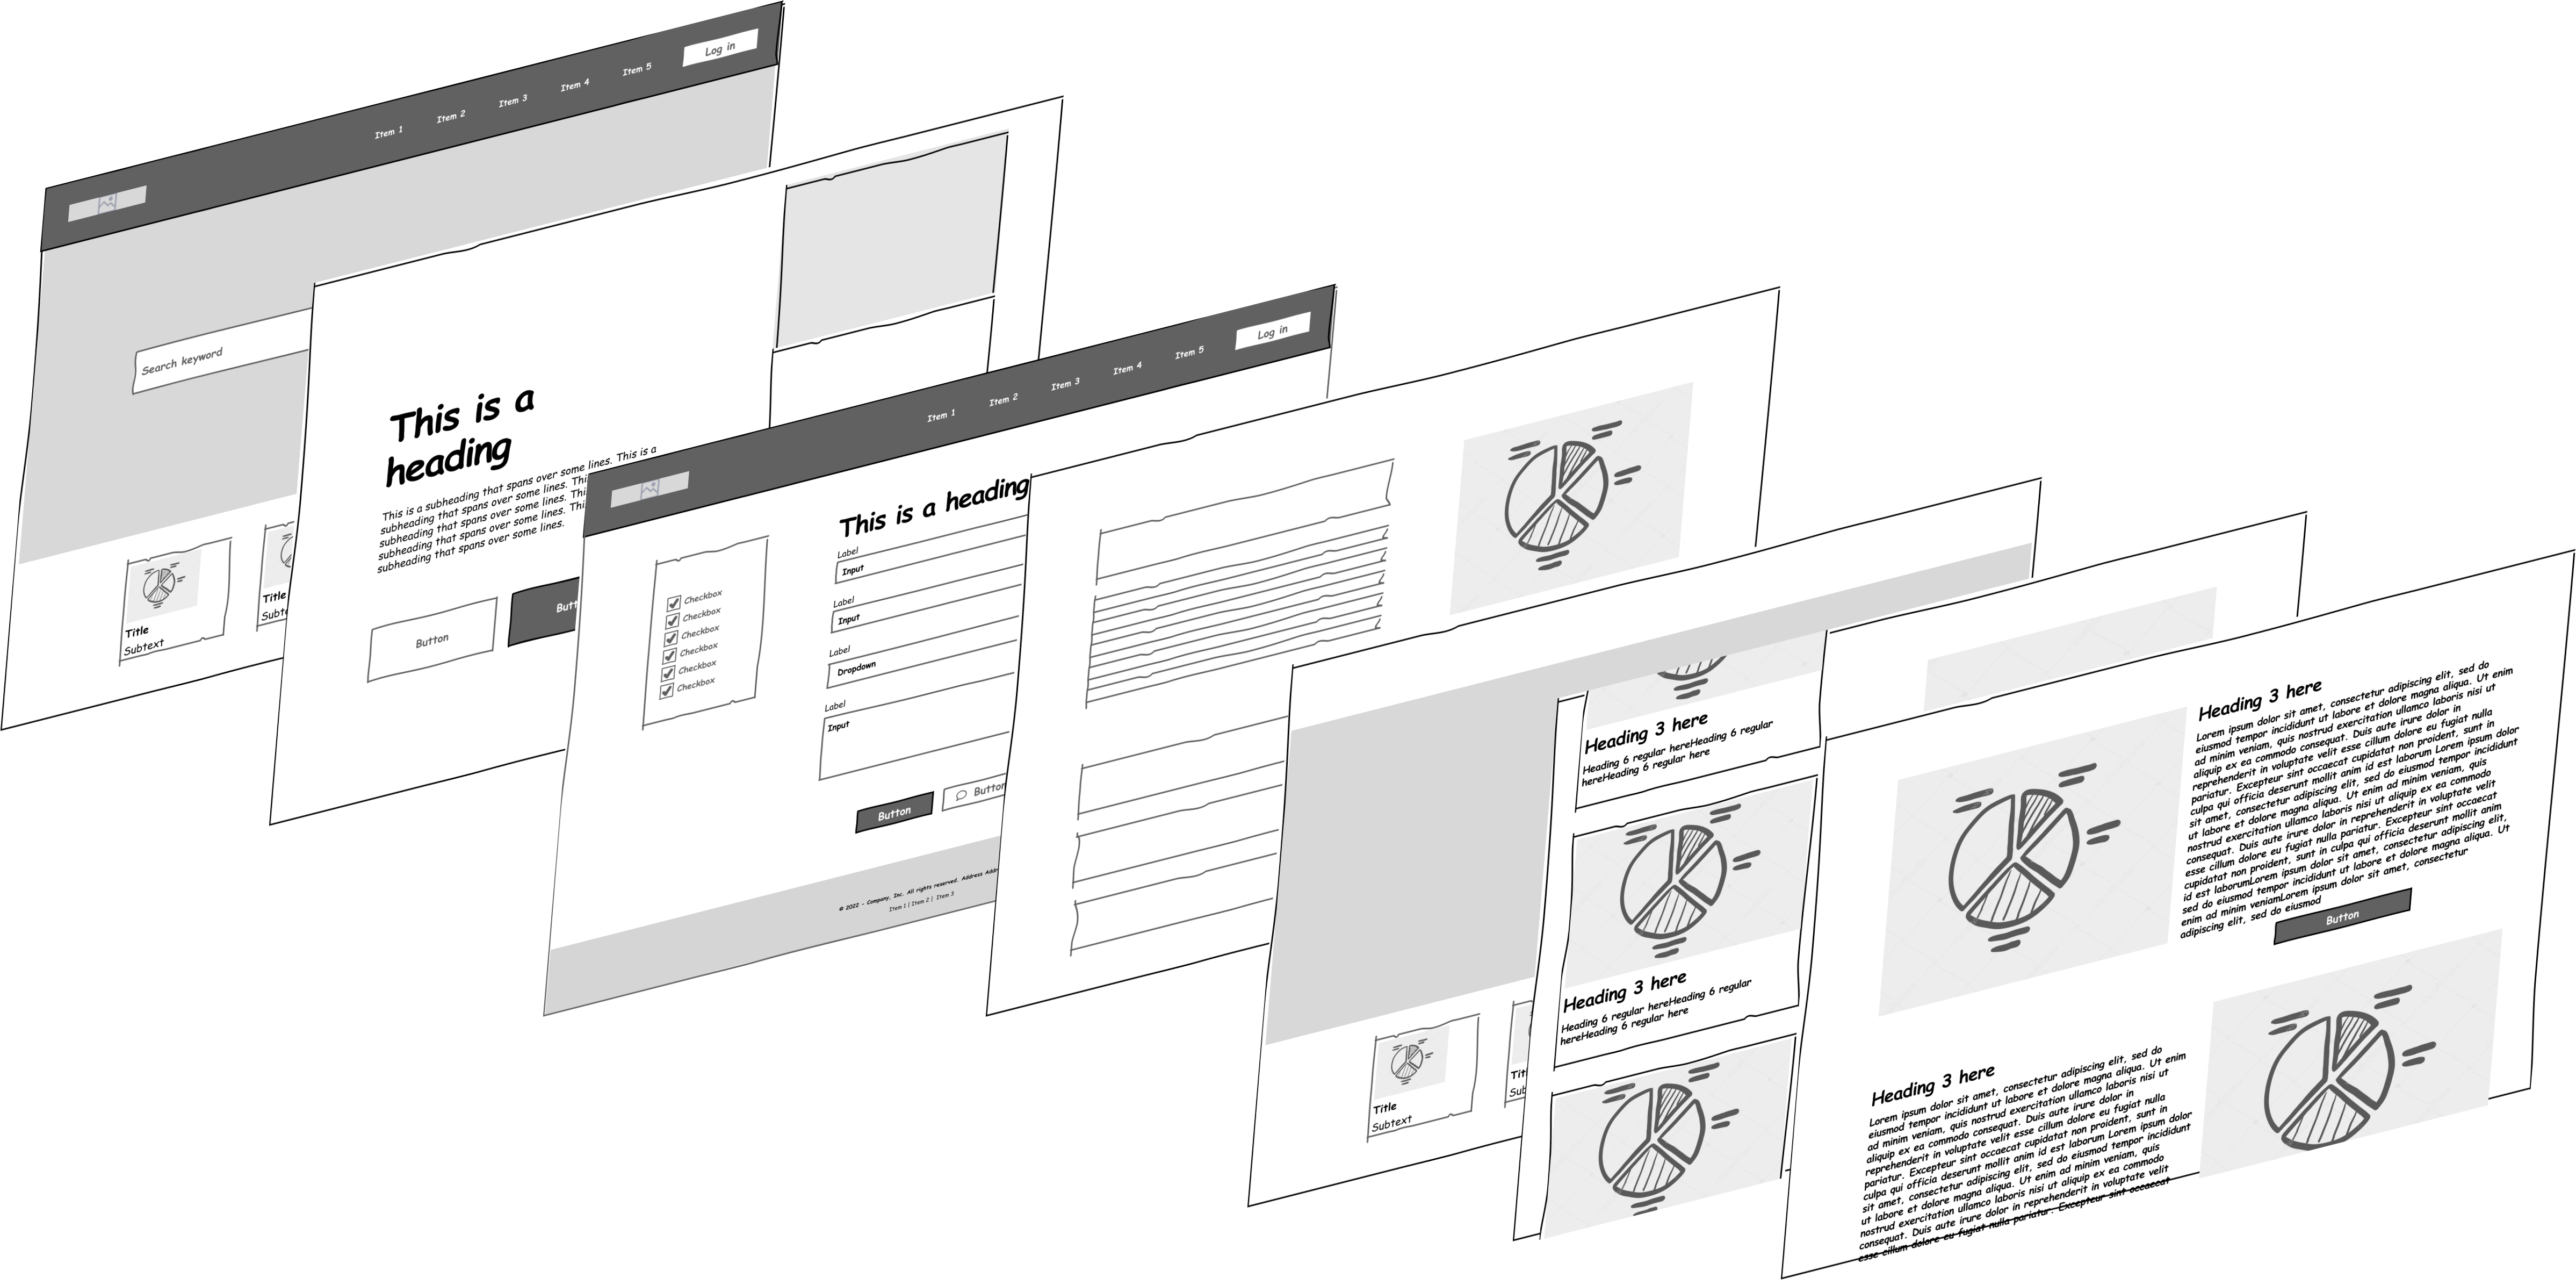 Item 1
Item 2
Item 3
Item 4
Item 5
Log in
Search keyword
Title
Subtext
Title
This is a
heading
This is a subheading that spans over some lines. This is a
subheading that spans over some lines.
subheading that spans over some lines.
subheading that spans over some lines.
subheading that spans over some lines.
Button
Item 1
Item 2
Item 3
Item 4
Item 5
Log in
Checkbox
Checkbox
Checkbox
Checkbox
Checkbox
Checkbox
This is a heading
Label
Input
Label
Input
Label
Dropdown
Label
Input
Button
Button
© 2022 - Company, Inc. All rights reserved. Address
Item 1 | Item 2 | Item 3
Title
Subtext
Heading 3 here
Heading 6 regular hereHeading 6 regular
hereHeading 6 regular here
Heading 3 here
Heading 6 regular hereHeading 6 regular
hereHeading 6 regular here
Heading 3 here
Lorem ipsum dolor sit amet, consectetur adipiscing elit, sed do
eiusmod tempor incididunt ut labore et dolore magna aliqua. Ut enim
ad minim veniam, quis nostrud exercitation ullamco laboris nisi ut
aliquip ex ea commodo consequat. Duis aute irure dolor in
reprehenderit in voluptate velit esse cillum dolore eu fugiat nulla
pariatur. Excepteur sint occaecat cupidatat non proident, sunt in
culpa qui officia deserunt mollit anim id est laborum Lorem ipsum dolor
sit amet, consectetur adipiscing elit, sed do eiusmod tempor incididunt
ut labore et dolore magna aliqua. Ut enim ad minim veniam, quis
nostrud exercitation ullamco laboris nisi ut aliquip ex ea commodo
consequat. Duis aute irure dolor in reprehenderit in voluptate velit
esse cillum dolore eu fugiat nulla pariatur. Excepteur sint occaecat
cupidatat non proident, sunt in culpa qui officia deserunt mollit anim
id est laborumLorem ipsum dolor sit amet, consectetur adipiscing elit,
sed do eiusmod tempor incididunt ut labore et dolore magna aliqua. Ut
enim ad minim veniamLorem ipsum dolor sit amet, consectetur
adipiscing elit, sed do eiusmod
Button
Heading 3 here
Lorem ipsum dolor sit amet, consectetur adipiscing elit, sed do
eiusmod tempor incididunt ut labore et dolore magna aliqua. Ut enim
ad minim veniam, quis nostrud exercitation ullamco laboris nisi ut
aliquip ex ea commodo consequat. Duis aute irure dolor in
reprehenderit in voluptate velit esse cillum dolore eu fugiat nulla
pariatur. Excepteur sint occaecat cupidatat non proident, sunt in
culpa qui officia deserunt mollit anim id est laborum Lorem ipsum dolor
sit amet, consectetur adipiscing elit, sed do eiusmod tempor incididunt
ut labore et dolore magna aliqua. Ut enim ad minim veniam, quis
nostrud exercitation ullamco laboris nisi ut aliquip ex ea commodo
consequat. Duis aute irure dolor in reprehenderit in voluptate velit
esse cillum dolore eu fugiat nulla pariatur. Excepteur sint occaecat